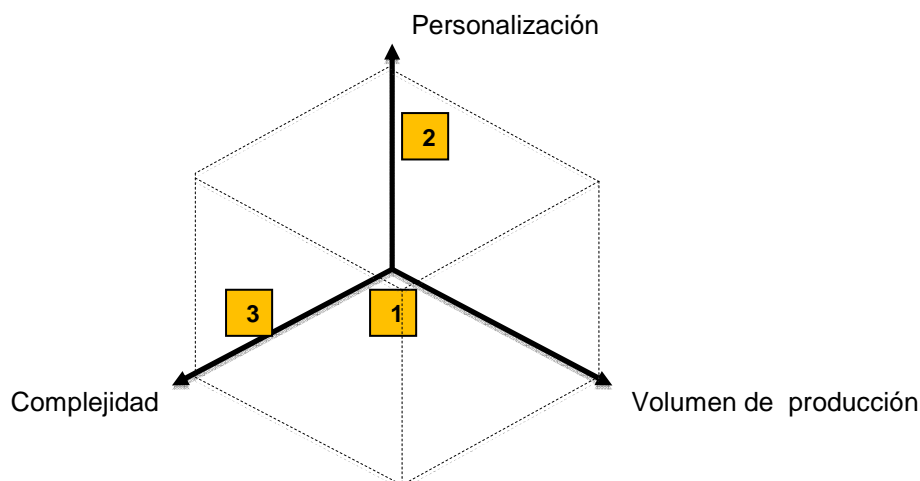 Personalización
2
3
1
Complejidad
Volumen de producción